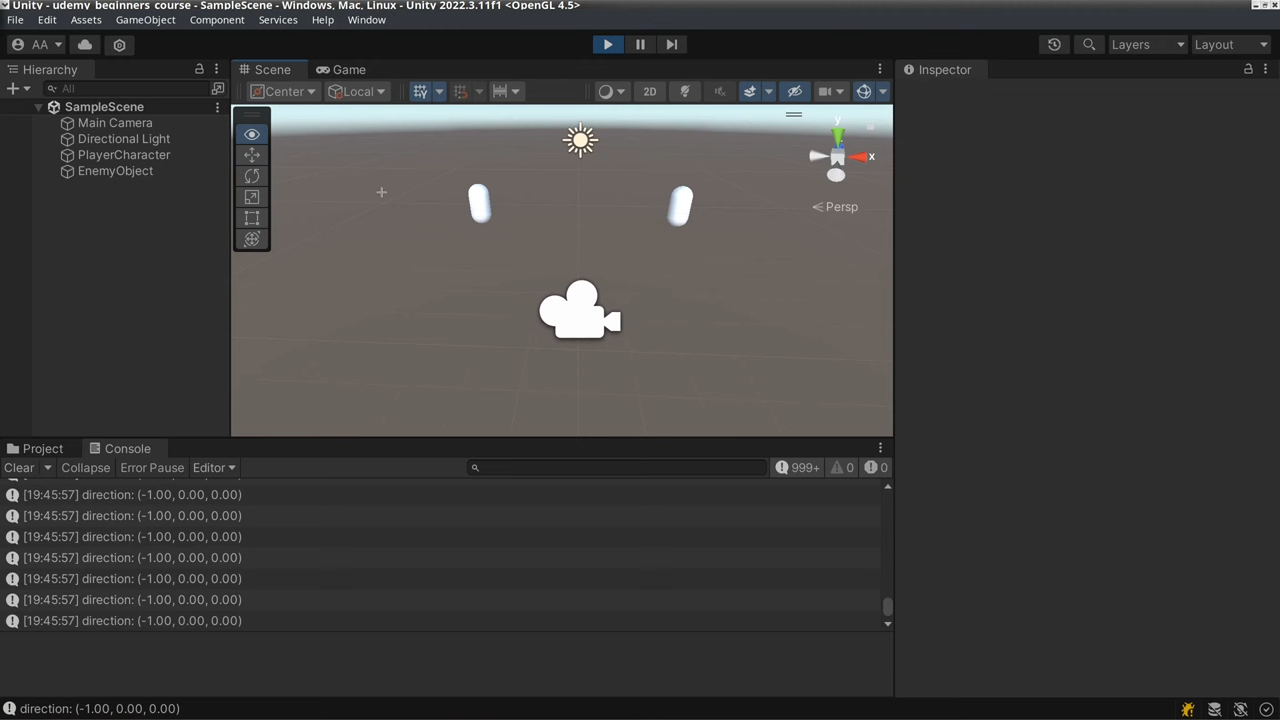 Unity - udemy_beginners_course - SampleScene - Windows, Mac, Linux - Unity 2022.3.11f1 <OpenGL 4.5>
File Edit Assets GameObject Component Services Help Window
AA Layers Layout
Hierarchy Scene Game Inspector
All Center Local 2D
SampleScene
Main Camera
Directional Light
PlayerCharacter
EnemyObject
y
x
Persp
Project Console
Clear Collapse Error Pause Editor 999+ 0 0
[19:45:57] direction: (-1.00, 0.00, 0.00)
[19:45:57] direction: (-1.00, 0.00, 0.00)
[19:45:57] direction: (-1.00, 0.00, 0.00)
[19:45:57] direction: (-1.00, 0.00, 0.00)
[19:45:57] direction: (-1.00, 0.00, 0.00)
[19:45:57] direction: (-1.00, 0.00, 0.00)
[19:45:57] direction: (-1.00, 0.00, 0.00)
direction: (-1.00, 0.00, 0.00)